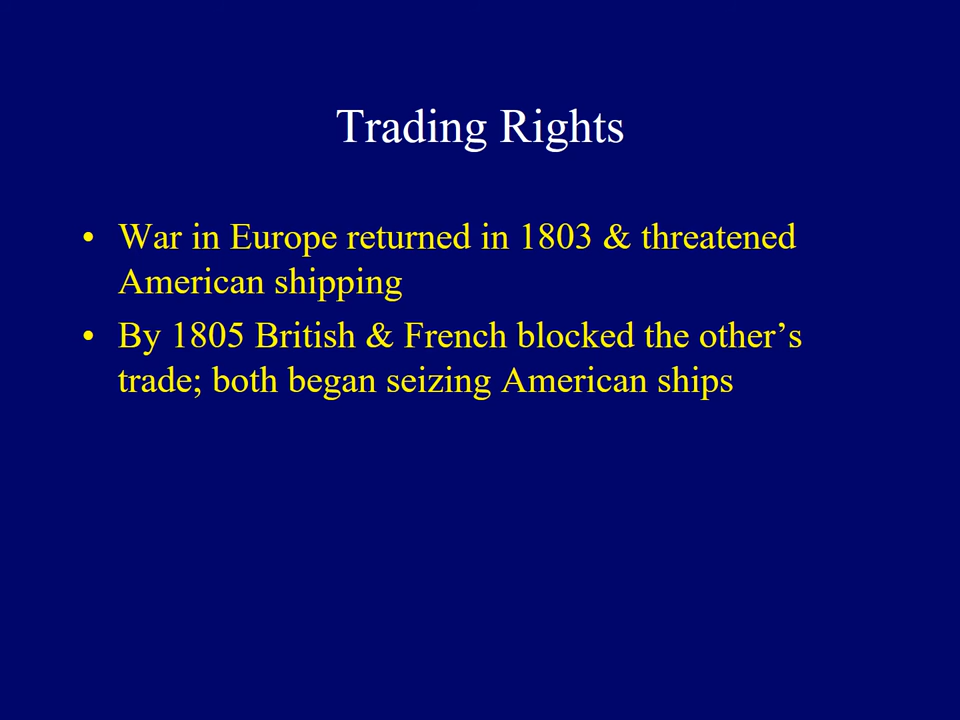 Trading Rights
• War in Europe returned in 1803 & threatened
American shipping
• By 1805 British & French blocked the other’s
trade; both began seizing American ships